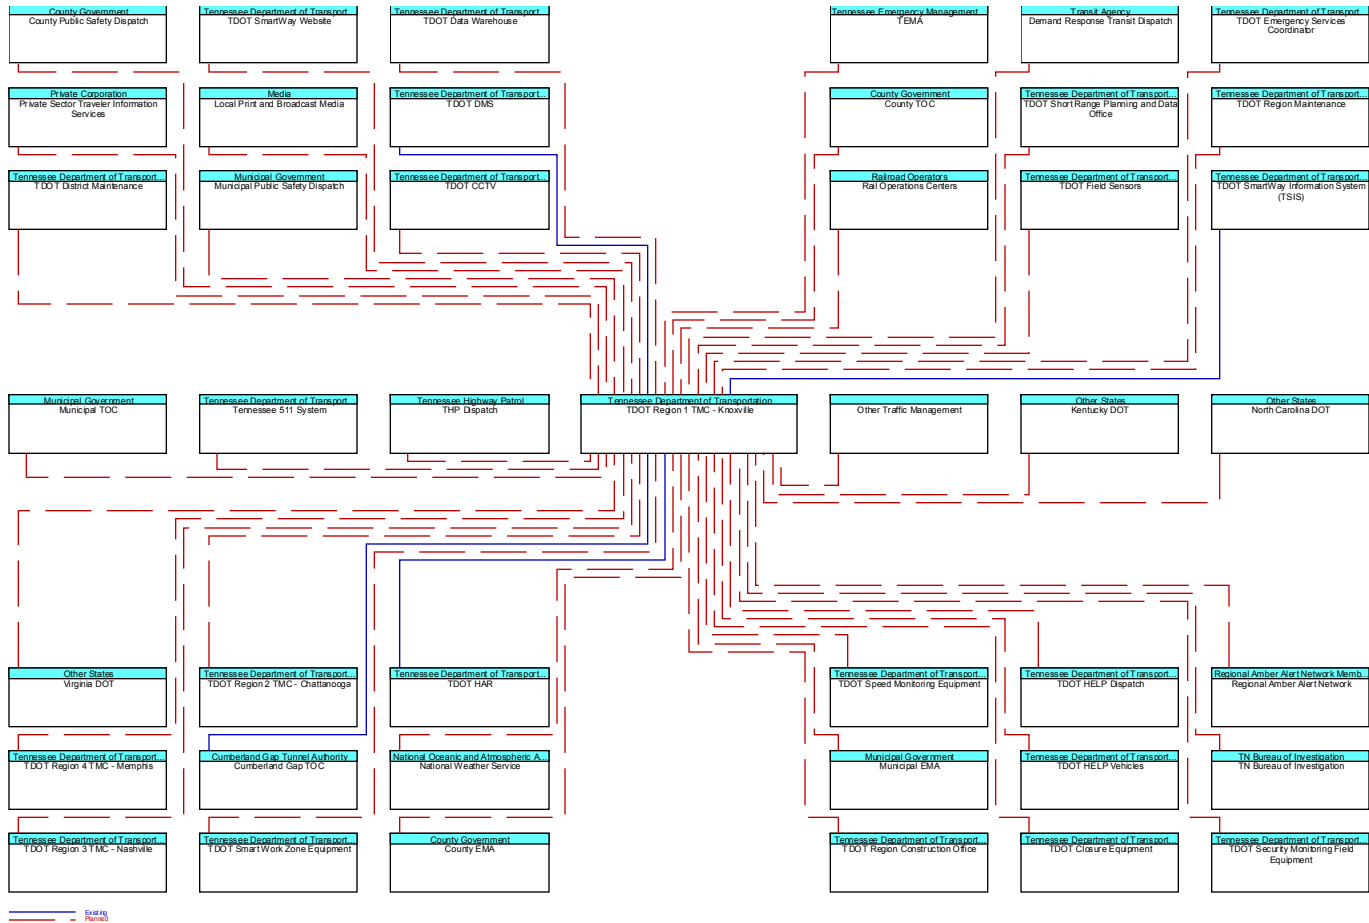 County Government
County Public Safety Dispatch
Tennessee Department of Transport...
TDOT SmartWay Website
Tennessee Department of Transport...
TDOT Data Warehouse
Tennessee Emergency Management
TEMA
Transit Agency
Demand Response Transit Dispatch
Tennessee Department of Transport...
TDOT Emergency Services
Coordinator
Private Corporation
Private Sector Traveler Information
Services
Media
Local Print and Broadcast Media
Tennessee Department of Transport...
TDOT DMS
County Government
County TOC
Tennessee Department of Transport...
TDOT Short Range Planning and Data
Office
Tennessee Department of Transport...
TDOT Region Maintenance
Tennessee Department of Transport...
TDOT District Maintenance
Municipal Government
Municipal Public Safety Dispatch
Tennessee Department of Transport...
TDOT CCTV
Railroad Operators
Rail Operations Centers
Tennessee Department of Transport...
TDOT Field Sensors
Tennessee Department of Transport...
TDOT SmartWay Information System
(TSIS)
Municipal Government
Municipal TOC
Tennessee Department of Transport...
Tennessee 511 System
Tennessee Highway Patrol
THP Dispatch
Tennessee Department of Transportation
TDOT Region 1 TMC - Knoxville
Other Traffic Management
Other States
Kentucky DOT
Other States
North Carolina DOT
Other States
Virginia DOT
Tennessee Department of Transport...
TDOT Region 2 TMC - Chattanooga
Tennessee Department of Transport...
TDOT HAR
Tennessee Department of Transport...
TDOT Speed Monitoring Equipment
Tennessee Department of Transport...
TDOT HELP Dispatch
Regional Amber Alert Network Memb...
Regional Amber Alert Network
Tennessee Department of Transport...
TDOT Region 4 TMC - Memphis
Cumberland Gap Tunnel Authority
Cumberland Gap TOC
National Oceanic and Atmospheric A...
National Weather Service
Municipal Government
Municipal EMA
Tennessee Department of Transport...
TDOT HELP Vehicles
TN Bureau of Investigation
TN Bureau of Investigation
Tennessee Department of Transport...
TDOT Region 3 TMC - Nashville
Tennessee Department of Transport...
TDOT Smart Work Zone Equipment
County Government
County EMA
Tennessee Department of Transport...
TDOT Region Construction Office
Tennessee Department of Transport...
TDOT Closure Equipment
Tennessee Department of Transport...
TDOT Security Monitoring Field
Equipment
Existing
Planned